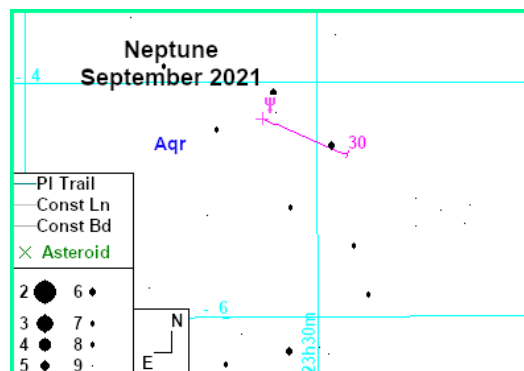 Neptune
September 2021
- 4
Ψ
30
Aqr
Pl Trail
Const Ln
Const Bd
Asteroid
2 6
3 7
4 8
5 9
- 6
23h30m
N
E